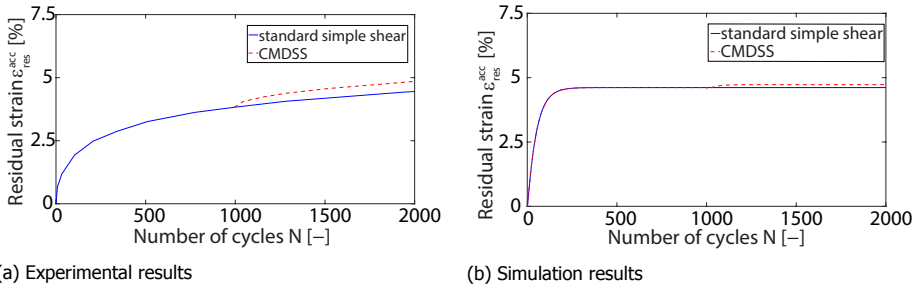 7.5
5
2.5
0
Residual strain ε_res^acc [%]
standard simple shear
CMDSS
0
500
1000
1500
2000
Number of cycles N [–]
(a) Experimental results
7.5
5
2.5
0
Residual strain ε_res^acc [%]
standard simple shear
CMDSS
0
500
1000
1500
2000
Number of cycles N [–]
(b) Simulation results